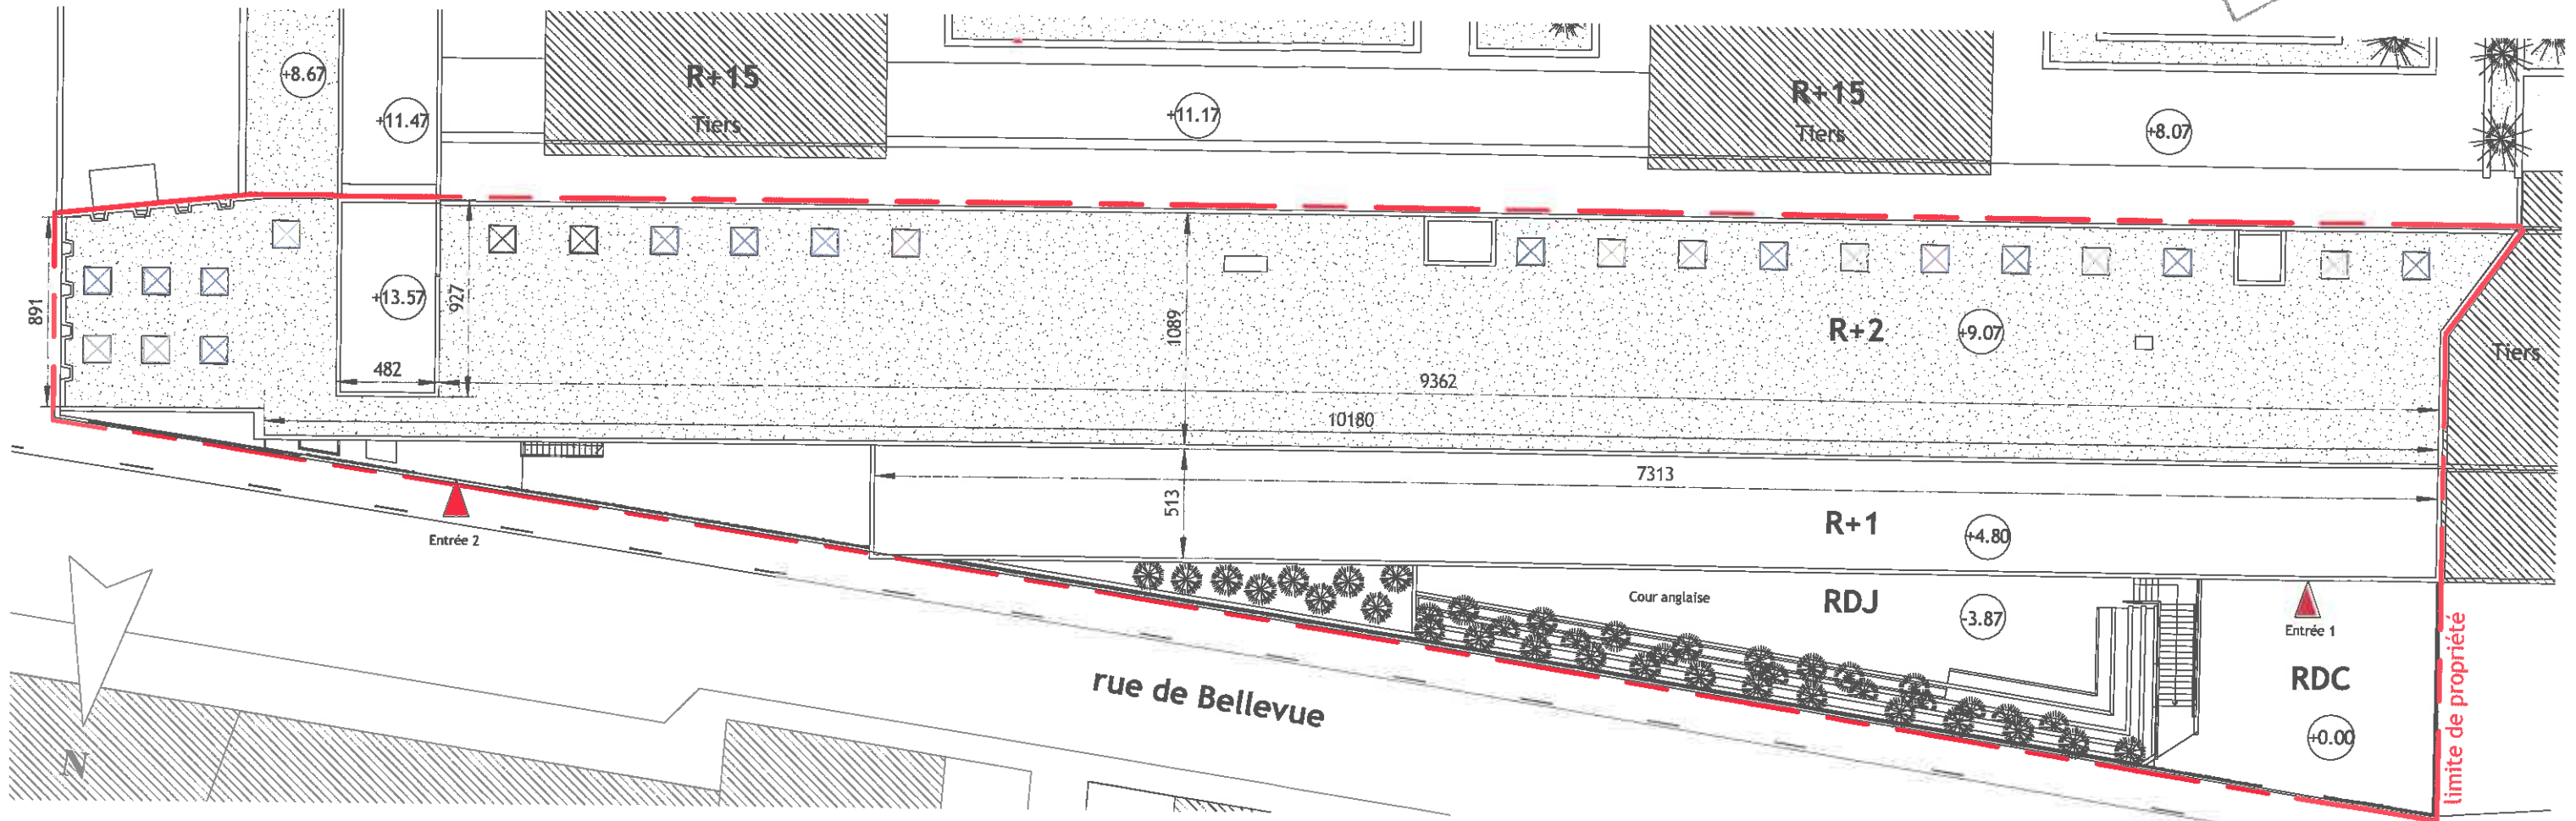 +8.67
+11.47
R+15
Tiers
+11.17
R+15
Tiers
+8.07
891
+13.57
927
482
1089
9362
10180
R+2
+9.07
Tiers
7313
513
R+1
+4.80
Entrée 2
Cour anglaise
RDJ
-3.87
Entrée 1
RDC
+0.00
rue de Bellevue
limite de propriété
N